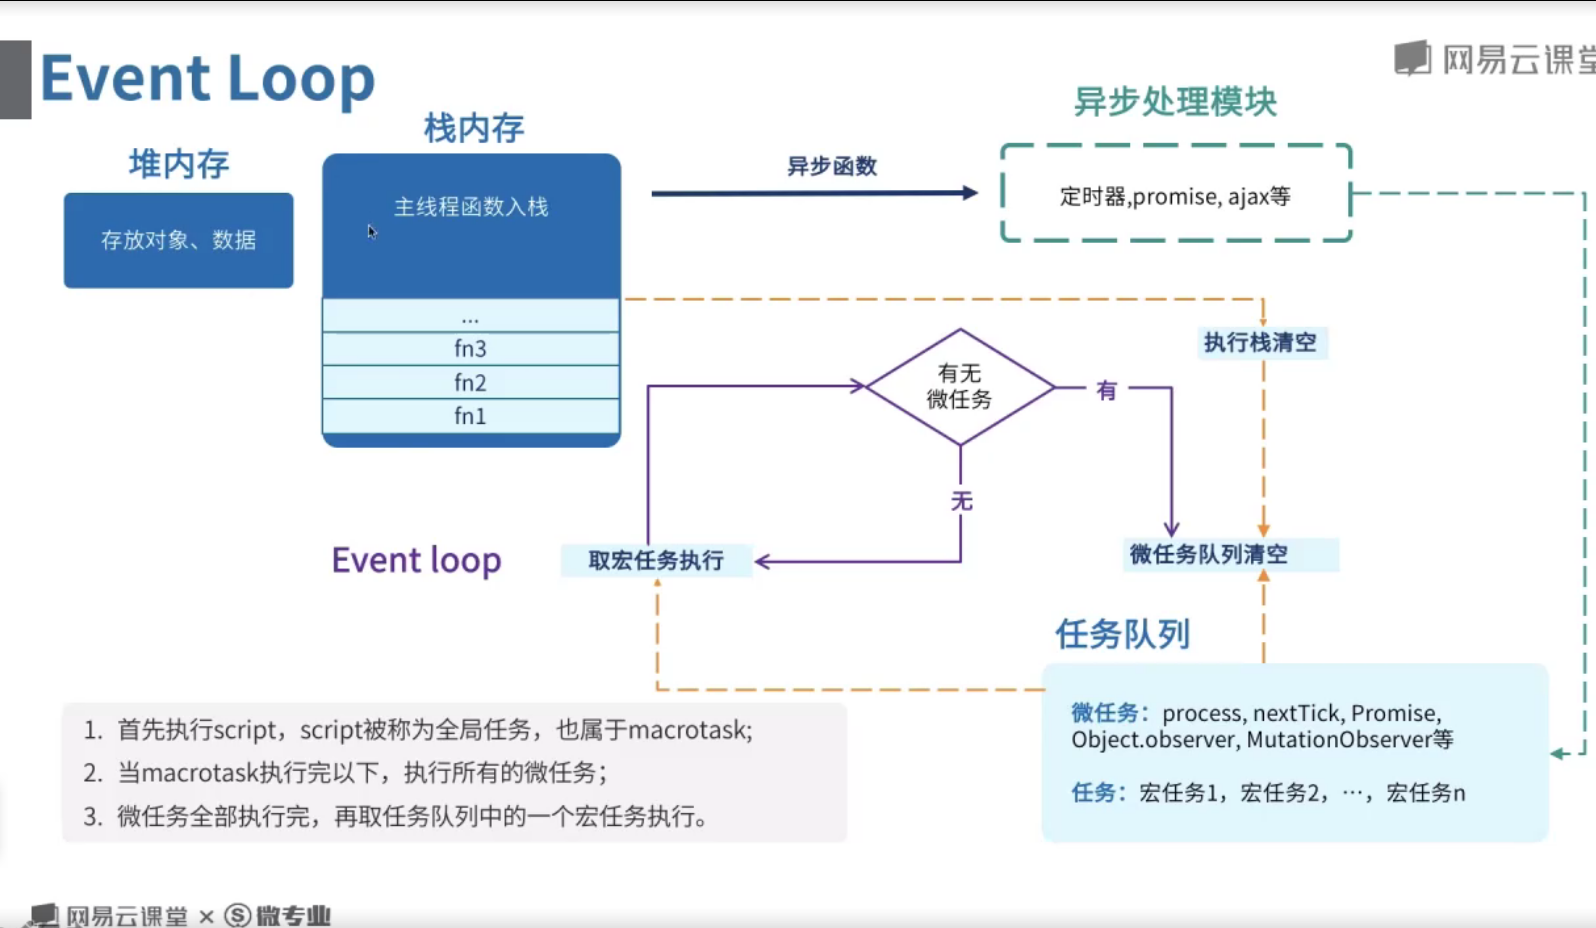 Event Loop
网易云课堂
堆内存
存放对象、数据
栈内存
主线程函数入栈
...
fn3
fn2
fn1
异步函数
异步处理模块
定时器,promise, ajax等
执行栈清空
有无
微任务
有
无
Event loop
取宏任务执行
微任务队列清空
任务队列
微任务：process, nextTick, Promise,
Object.observer, MutationObserver等
任务：宏任务1，宏任务2，…，宏任务n
1. 首先执行script，script被称为全局任务，也属于macrotask;
2. 当macrotask执行完以下，执行所有的微任务；
3. 微任务全部执行完，再取任务队列中的一个宏任务执行。
网易云课堂 × Ⓢ微专业